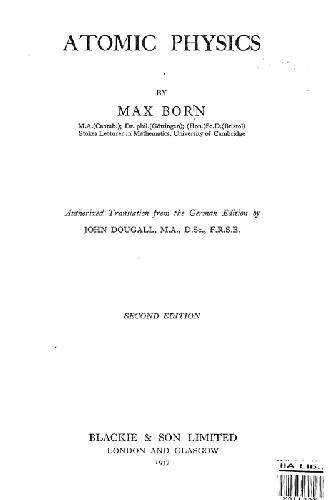 ATOMIC PHYSICS
BY
MAX BORN
M.A.(Cantab.); Dr. phil.(Göttingen); (Hon.)Sc.D.(Bristol)
Stokes Lecturer in Mathematics, University of Cambridge
Authorized Translation from the German Edition by
JOHN DOUGALL, M.A., D.Sc., F.R.S.E.
SECOND EDITION
BLACKIE & SON LIMITED
LONDON AND GLASGOW
1937